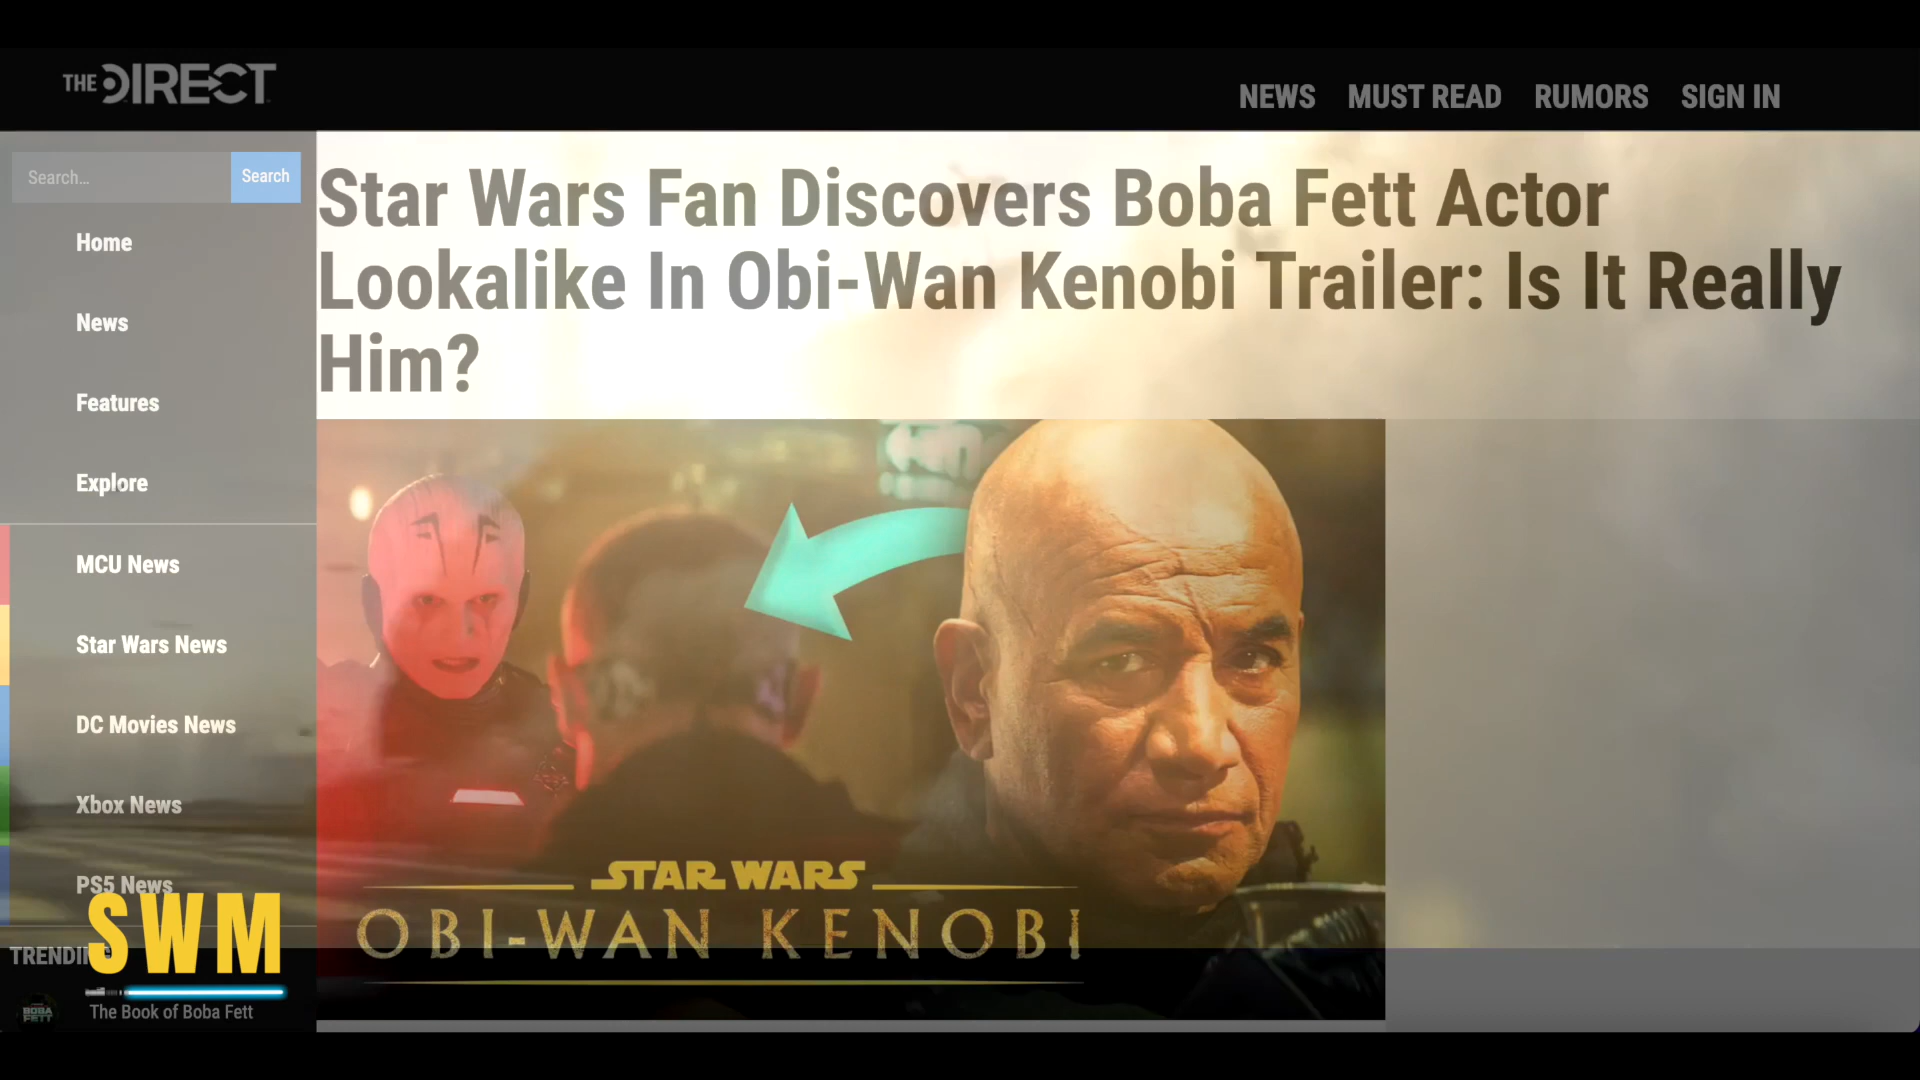 THE DIRECT
NEWS MUST READ RUMORS SIGN IN
Search...
Search
Home
News
Features
Explore
MCU News
Star Wars News
DC Movies News
Xbox News
PS5 News
SWM
The Book of Boba Fett
BOBA
FETT
Star Wars Fan Discovers Boba Fett Actor
Lookalike In Obi-Wan Kenobi Trailer: Is It Really
Him?
STAR WARS
OBI-WAN KENOBI